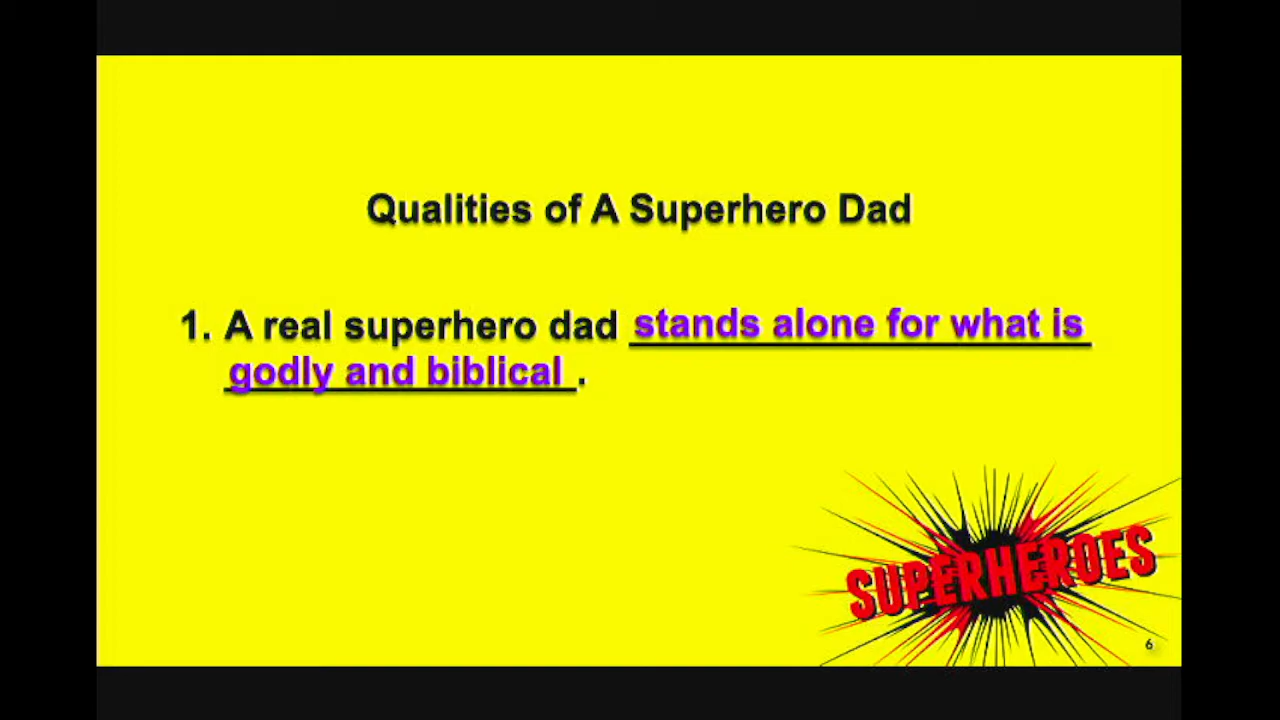 Qualities of A Superhero Dad
1. A real superhero dad stands alone for what is
godly and biblical.
SUPERHEROES
6